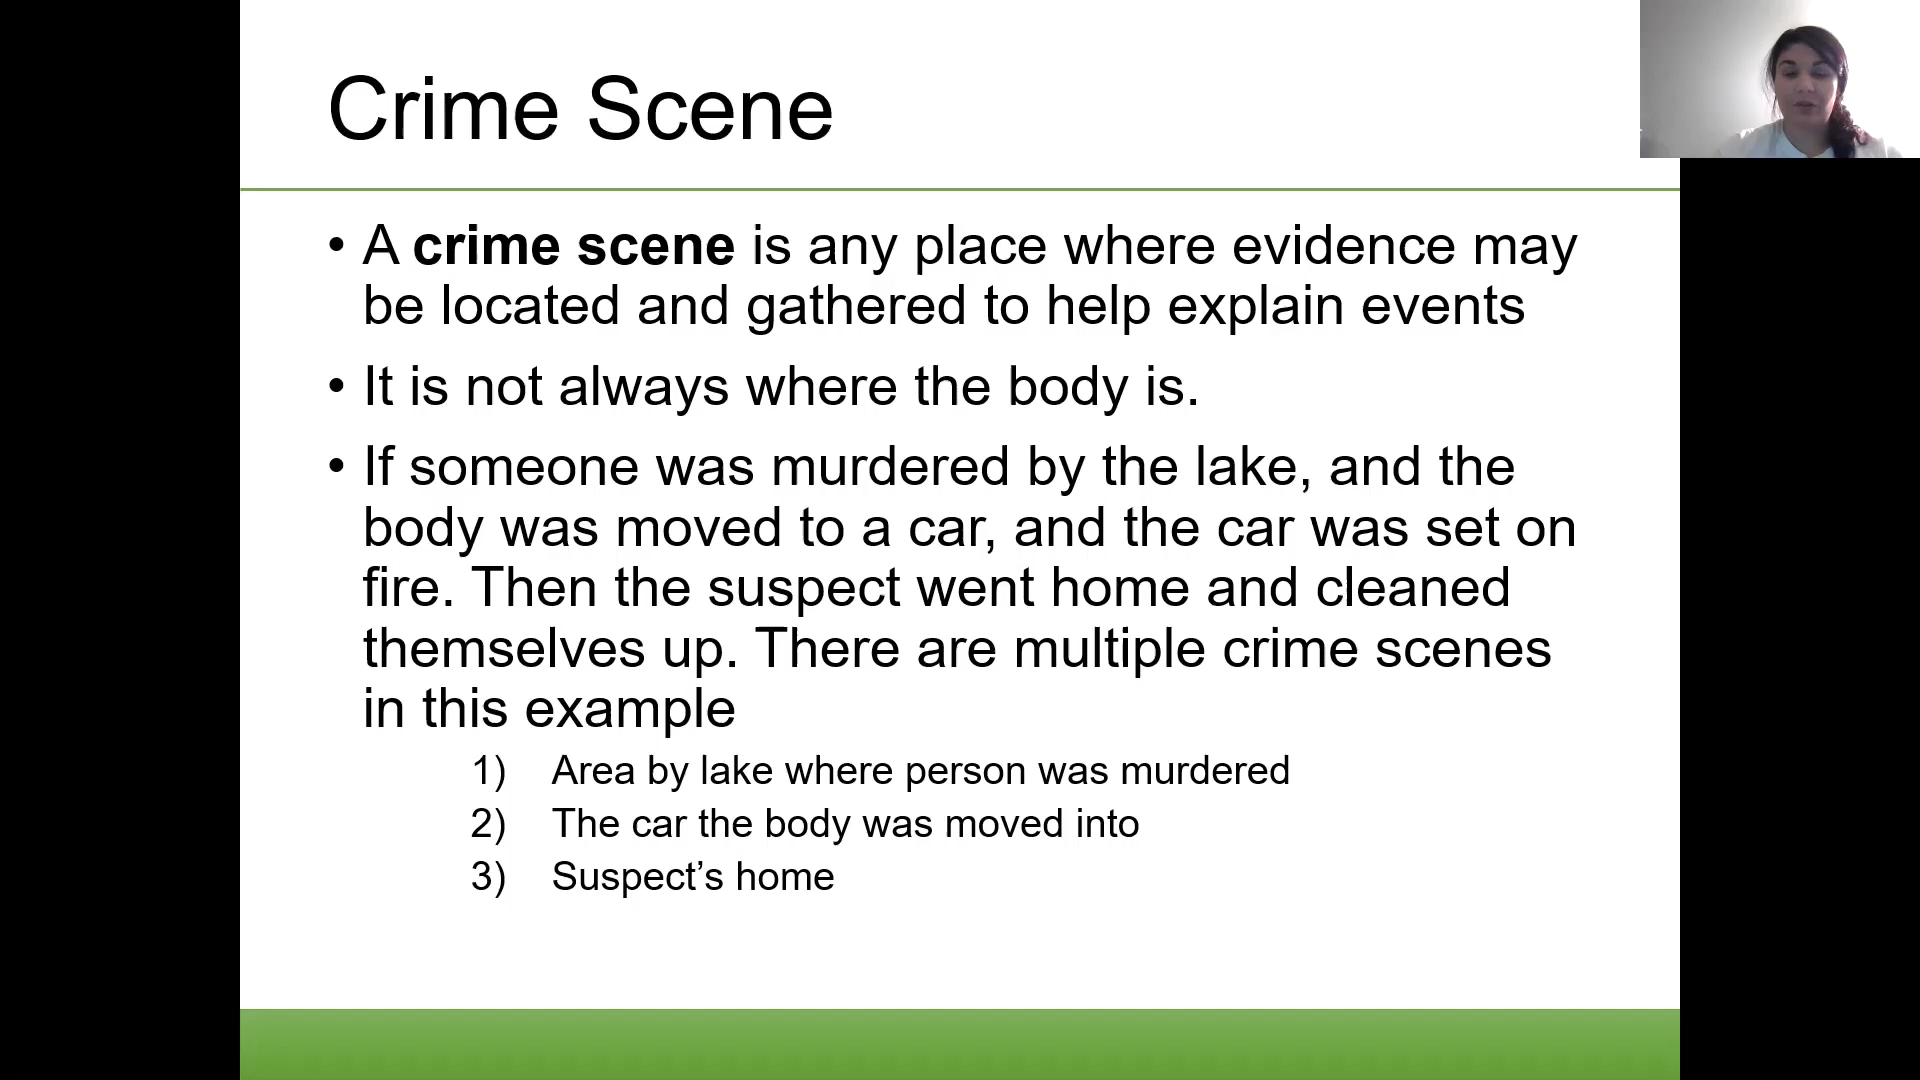 Crime Scene
• A crime scene is any place where evidence may
be located and gathered to help explain events
• It is not always where the body is.
• If someone was murdered by the lake, and the
body was moved to a car, and the car was set on
fire. Then the suspect went home and cleaned
themselves up. There are multiple crime scenes
in this example
1) Area by lake where person was murdered
2) The car the body was moved into
3) Suspect’s home